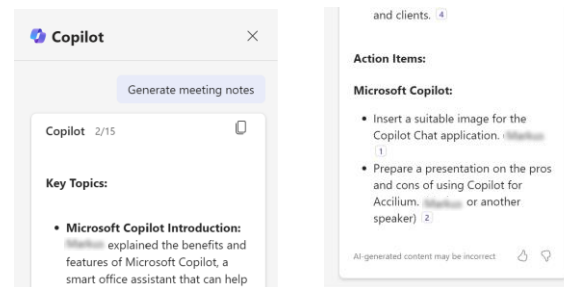 Copilot
Generate meeting notes
Copilot 2/15
Key Topics:
• Microsoft Copilot Introduction:
explained the benefits and
features of Microsoft Copilot, a
smart office assistant that can help
and clients. 4
Action Items:
Microsoft Copilot:
• Insert a suitable image for the
Copilot Chat application. (
1
• Prepare a presentation on the pros
and cons of using Copilot for
Accilium. or another
speaker) 2
AI-generated content may be incorrect